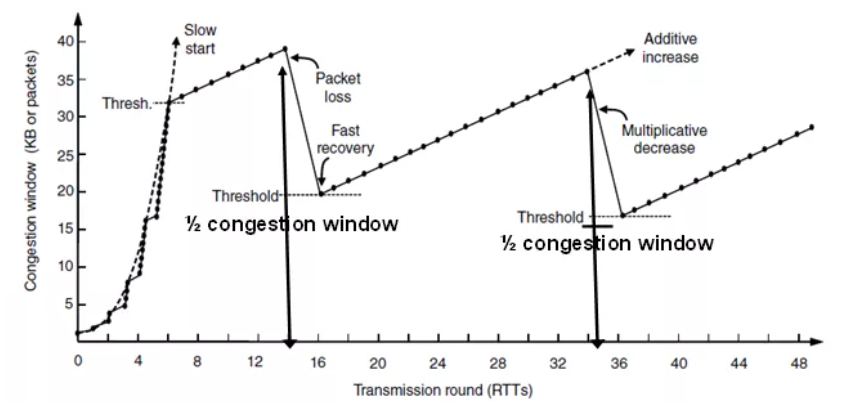 Congestion window (KB or packets)
40
35
30
25
20
15
10
5
Slow
start
Thresh.
Packet
loss
Fast
recovery
Threshold
½ congestion window
Additive
increase
Multiplicative
decrease
Threshold
½ congestion window
0 4 8 12 16 20 24 28 32 36 40 44 48
Transmission round (RTTs)